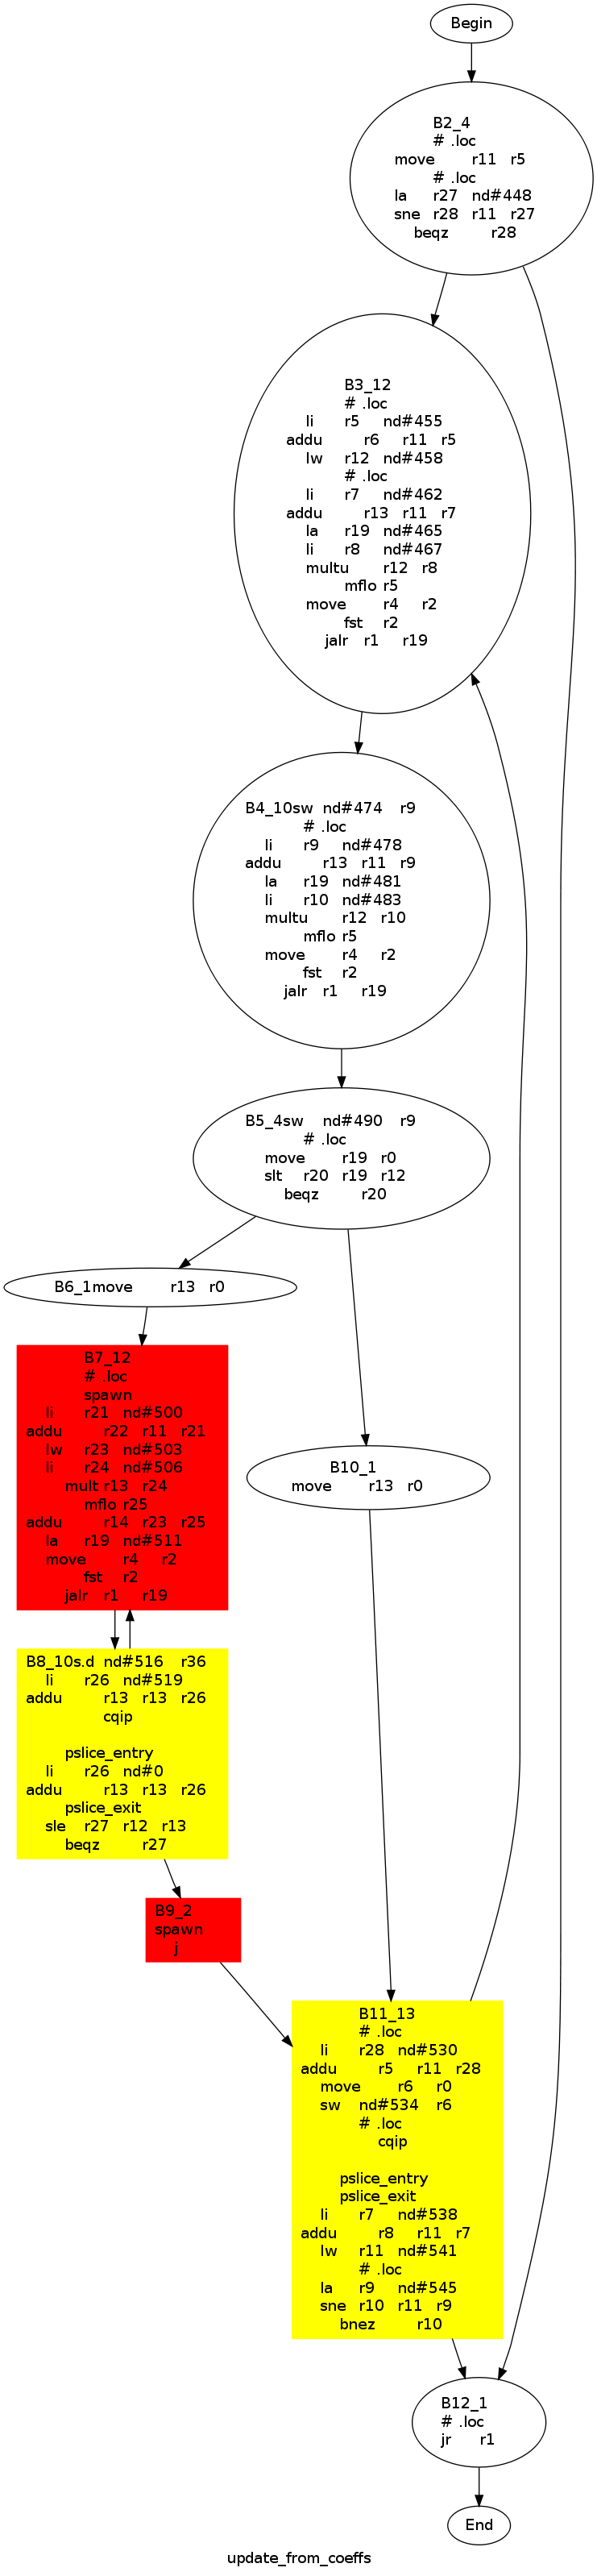 Begin
B2_4
# .loc
move r11 r5
# .loc
la r27 nd#448
sne r28 r11 r27
beqz r28
B3_12
# .loc
li r5 nd#455
addu r6 r11 r5
lw r12 nd#458
# .loc
li r7 nd#462
addu r13 r11 r7
la r19 nd#465
li r8 nd#467
multu r12 r8
mflo r5
move r4 r2
fst r2
jalr r1 r19
B4_10sw nd#474 r9
# .loc
li r9 nd#478
addu r13 r11 r9
la r19 nd#481
li r10 nd#483
multu r12 r10
mflo r5
move r4 r2
fst r2
jalr r1 r19
B5_4sw nd#490 r9
# .loc
move r19 r0
slt r20 r19 r12
beqz r20
B6_1move r13 r0
B7_12
# .loc
spawn
li r21 nd#500
addu r22 r11 r21
lw r23 nd#503
li r24 nd#506
mult r13 r24
mflo r25
addu r14 r23 r25
la r19 nd#511
move r4 r2
fst r2
jalr r1 r19
B10_1
move r13 r0
B8_10s.d nd#516 r36
li r26 nd#519
addu r13 r13 r26
cqip
pslice_entry
li r26 nd#0
addu r13 r13 r26
pslice_exit
sle r27 r12 r13
beqz r27
B9_2
spawn
j
B11_13
# .loc
li r28 nd#530
addu r5 r11 r28
move r6 r0
sw nd#534 r6
# .loc
cqip
pslice_entry
pslice_exit
li r7 nd#538
addu r8 r11 r7
lw r11 nd#541
# .loc
la r9 nd#545
sne r10 r11 r9
bnez r10
B12_1
# .loc
jr r1
End
update_from_coeffs